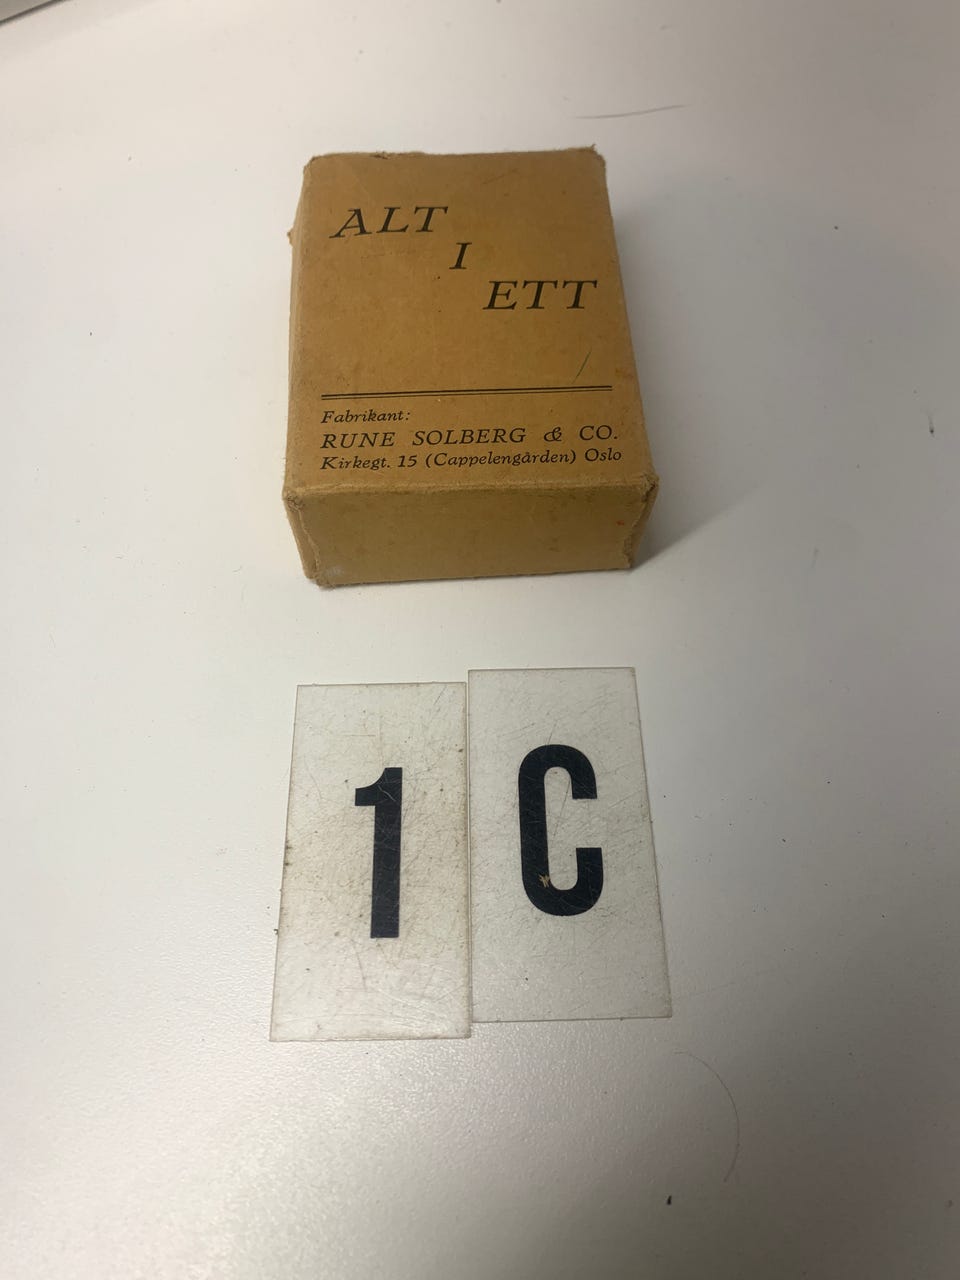 ALT
I
ETT
Fabrikant:
RUNE SOLBERG & CO.
Kirkegt. 15 (Cappelengården) Oslo
1 C